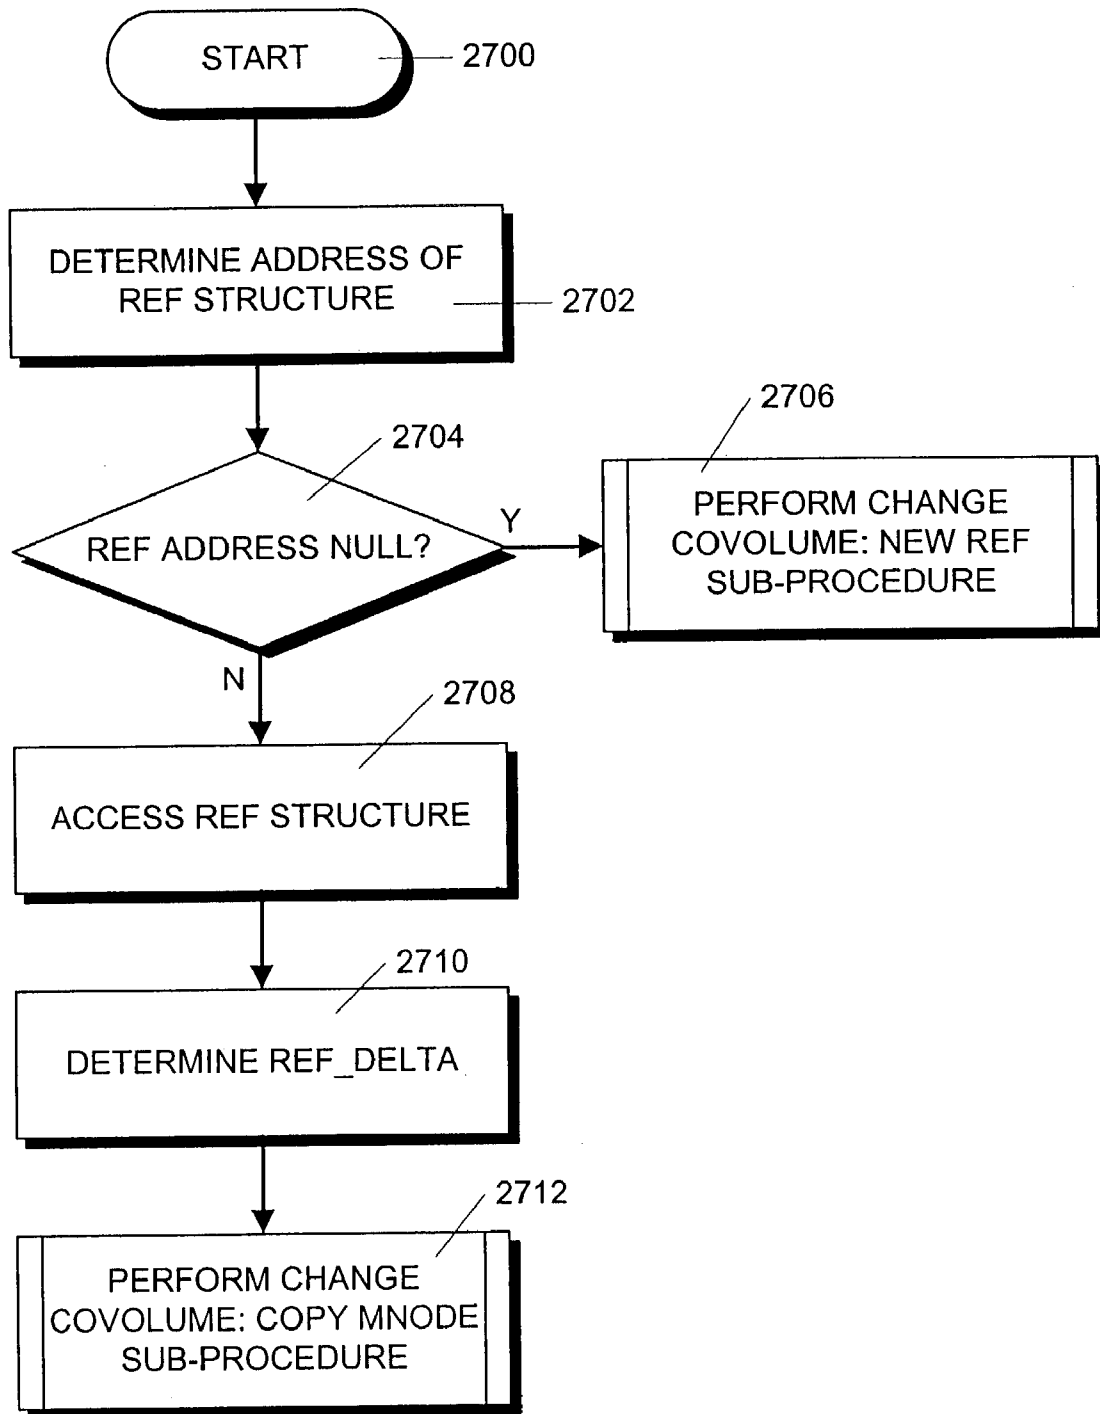 START
2700
DETERMINE ADDRESS OF
REF STRUCTURE
2702
2704
REF ADDRESS NULL?
Y
2706
PERFORM CHANGE
COVOLUME: NEW REF
SUB-PROCEDURE
N
2708
ACCESS REF STRUCTURE
2710
DETERMINE REF_DELTA
2712
PERFORM CHANGE
COVOLUME: COPY MNODE
SUB-PROCEDURE